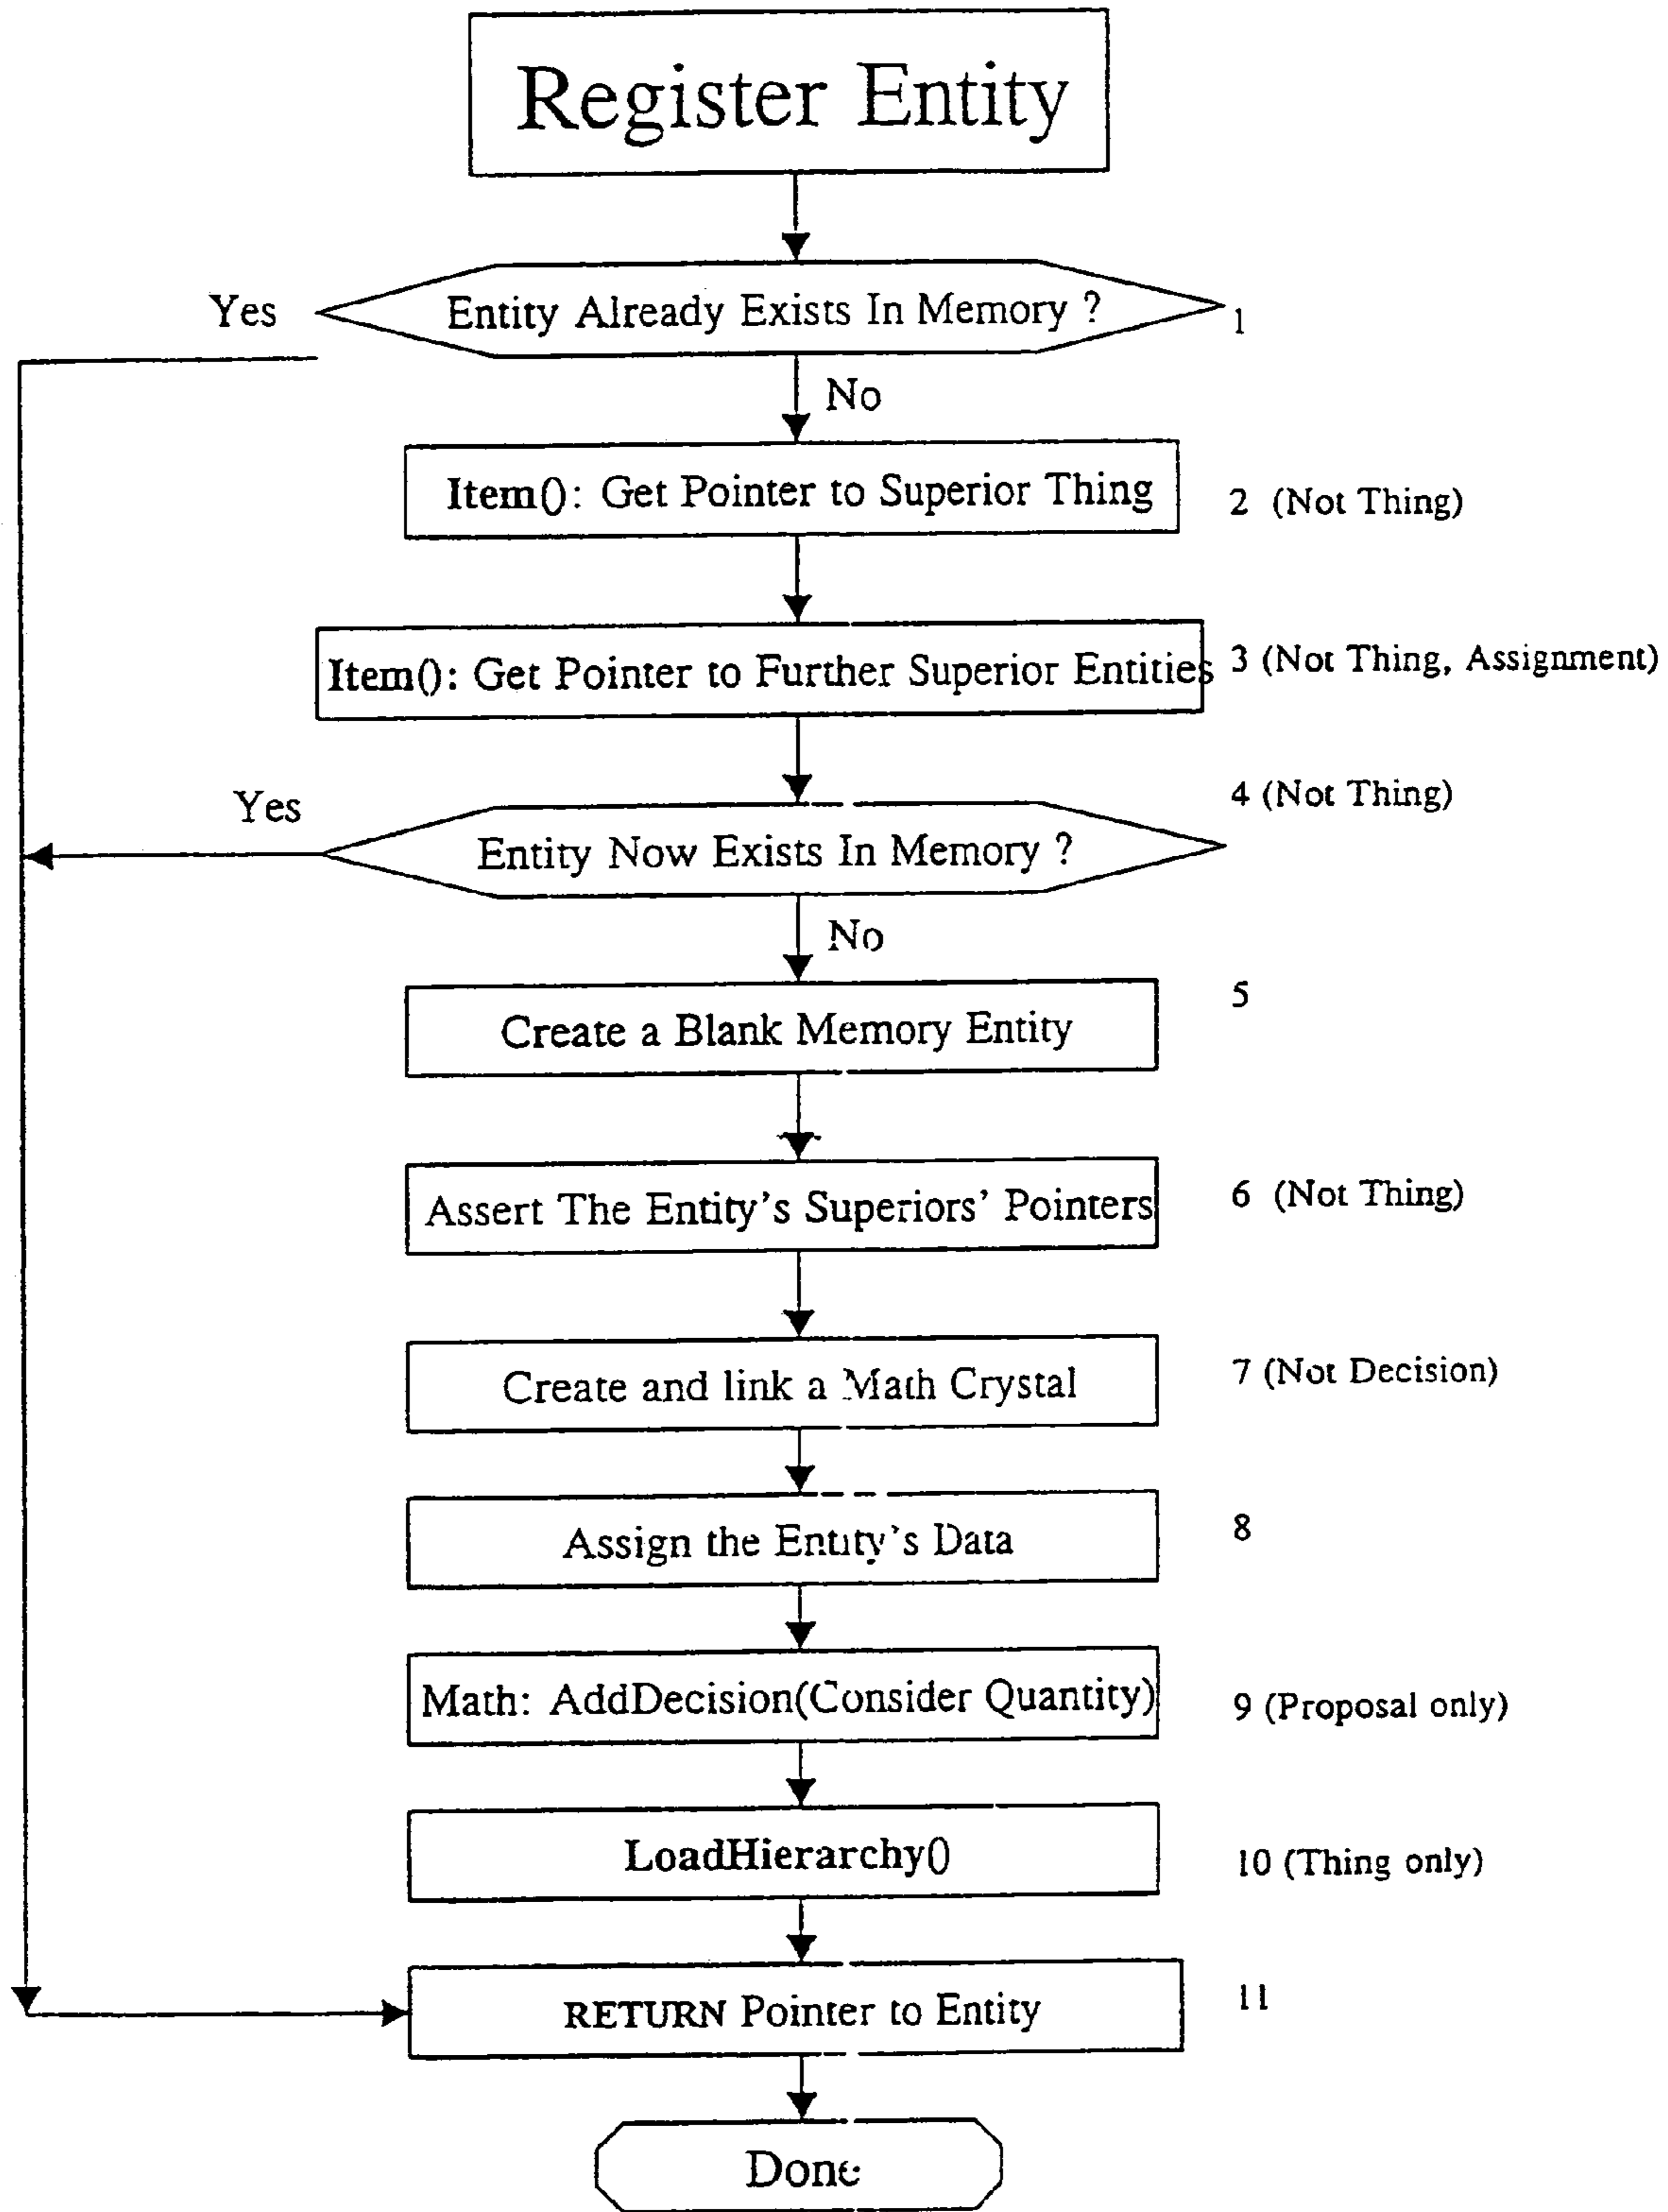 Register Entity
Yes
Entity Already Exists In Memory ?
1
No
Item(): Get Pointer to Superior Thing
2 (Not Thing)
Item(): Get Pointer to Further Superior Entities
3 (Not Thing, Assignment)
4 (Not Thing)
Yes
Entity Now Exists In Memory ?
No
5
Create a Blank Memory Entity
Assert The Entity's Superiors' Pointers
6 (Not Thing)
Create and link a Math Crystal
7 (Not Decision)
Assign the Entity's Data
8
Math: AddDecision(Consider Quantity)
9 (Proposal only)
LoadHierarchy()
10 (Thing only)
RETURN Pointer to Entity
11
Done